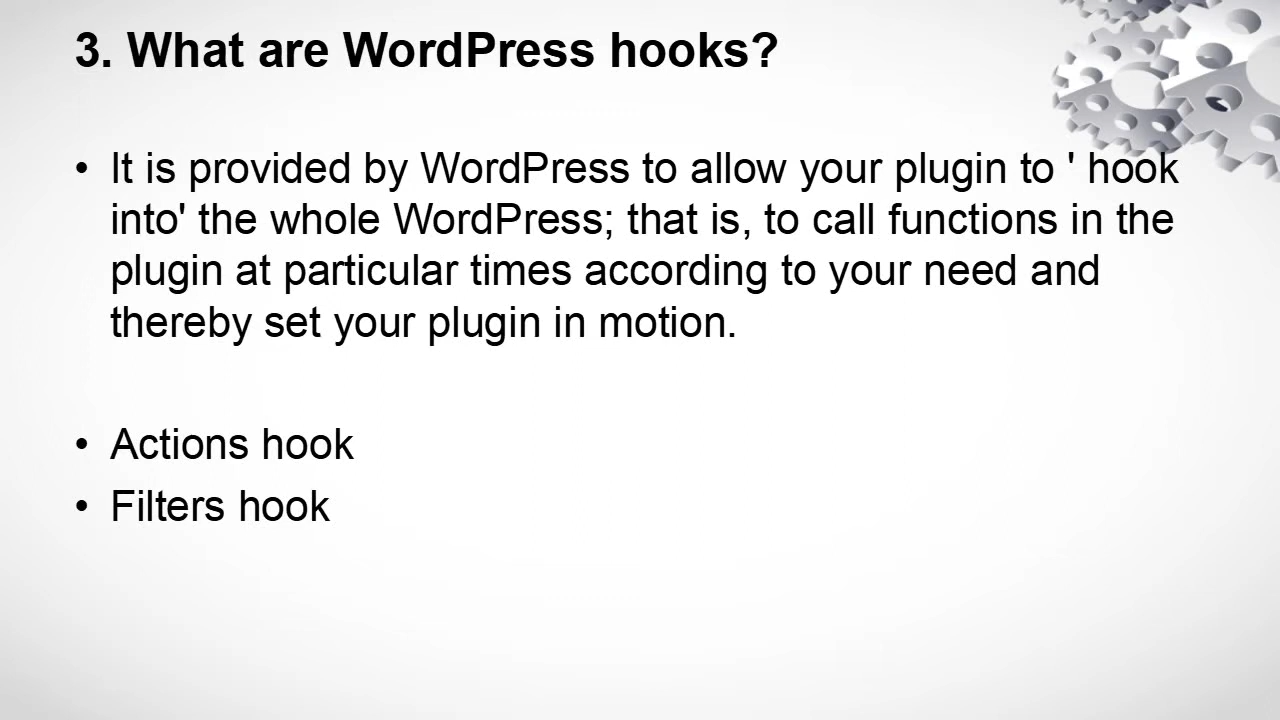 3. What are WordPress hooks?
• It is provided by WordPress to allow your plugin to ' hook
into' the whole WordPress; that is, to call functions in the
plugin at particular times according to your need and
thereby set your plugin in motion.
• Actions hook
• Filters hook